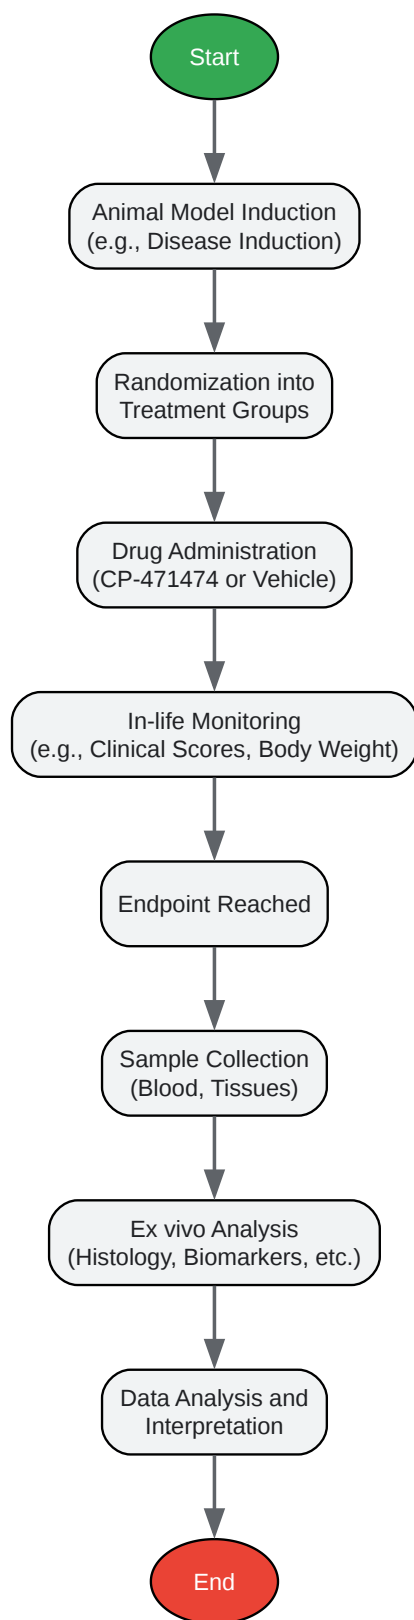 Start
Animal Model Induction
(e.g., Disease Induction)
Randomization into
Treatment Groups
Drug Administration
(CP-471474 or Vehicle)
In-life Monitoring
(e.g., Clinical Scores, Body Weight)
Endpoint Reached
Sample Collection
(Blood, Tissues)
Ex vivo Analysis
(Histology, Biomarkers, etc.)
Data Analysis and
Interpretation
End